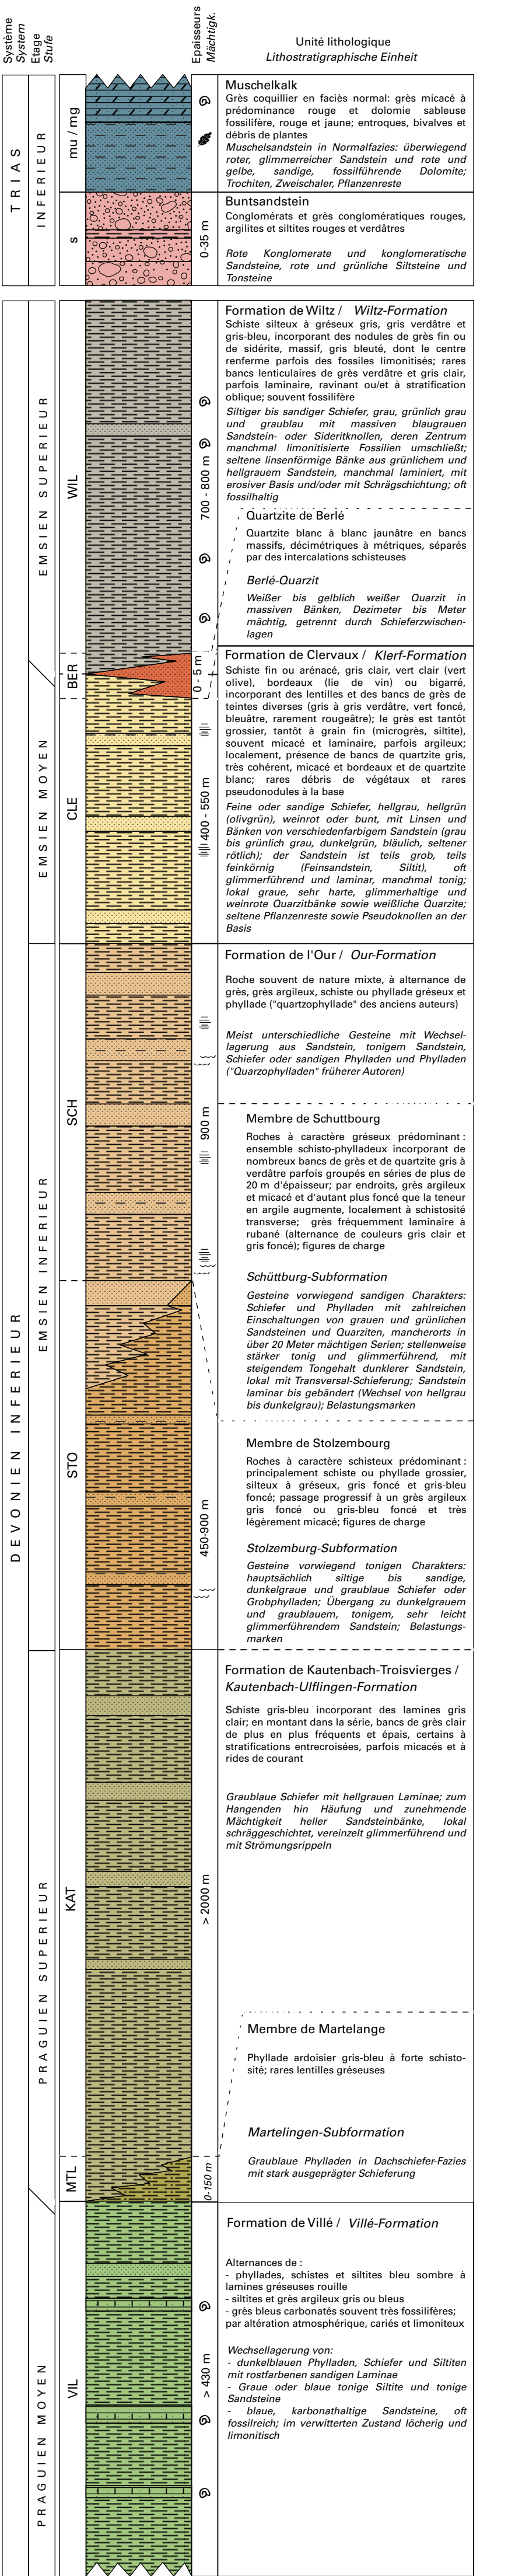 Système
System
Etage
Stufe
Epaisseurs
Mächtigk.
Unité lithologique
Lithostratigraphische Einheit
TRIAS
INFERIEUR
mu / mg
Muschelkalk
Grès coquillier en faciès normal: grès micacé à
prédominance rouge et dolomie sableuse
fossilifère, rouge et jaune; entroques, bivalves et
débris de plantes
Muschelsandstein in Normalfazies: überwiegend
roter, glimmerreicher Sandstein und rote und
gelbe, sandige, fossilführende Dolomite;
Trochiten, Zweischaler, Pflanzenreste
s
0-35 m
Buntsandstein
Conglomérats et grès conglomératiques rouges,
argilites et siltites rouges et verdâtres
Rote Konglomerate und konglomeratische
Sandsteine, rote und grünliche Siltsteine und
Tonsteine
DEVONIEN INFERIEUR
EMSIEN SUPERIEUR
WIL
700 - 800 m
Formation de Wiltz / Wiltz-Formation
Schiste silteux à gréseux gris, gris verdâtre et
gris-bleu, incorporant des nodules de grès fin ou
de sidérite, massif, gris bleuté, dont le centre
renferme parfois des fossiles limonitisés; rares
bancs lenticulaires de grès verdâtre et gris clair,
parfois laminaire, ravinant ou/et à stratification
oblique; souvent fossilifère
Siltiger bis sandiger Schiefer, grau, grünlich grau
und graublau mit massiven blaugrauen
Sandstein- oder Sideritknollen, deren Zentrum
manchmal limonitisierte Fossilien umschließt;
seltene linsenförmige Bänke aus grünlichem und
hellgrauem Sandstein, manchmal laminiert, mit
erosiver Basis und/oder mit Schrägschichtung; oft
fossilhaltig
Quartzite de Berlé
Quartzite blanc à blanc jaunâtre en bancs
massifs, décimétriques à métriques, séparés
par des intercalations schisteuses
Berlé-Quarzit
Weißer bis gelblich weißer Quarzit in
massiven Bänken, Dezimeter bis Meter
mächtig, getrennt durch Schieferzwischen-
lagen
BER
0 - 5 m
EMSIEN MOYEN
CLE
400 - 550 m
Formation de Clervaux / Klerf-Formation
Schiste fin ou arénacé, gris clair, vert clair (vert
olive), bordeaux (lie de vin) ou bigarré,
incorporant des lentilles et des bancs de grès de
teintes diverses (gris à gris verdâtre, vert foncé,
bleuâtre, rarement rougeâtre); le grès est tantôt
grossier, tantôt à grain fin (microgrès, siltite),
souvent micacé et laminaire, parfois argileux;
localement, présence de bancs de quartzite gris,
très cohérent, micacé et bordeaux et de quartzite
blanc; rares débris de végétaux et rares
pseudonodules à la base
Feine oder sandige Schiefer, hellgrau, hellgrün
(olivgrün), weinrot oder bunt, mit Linsen und
Bänken von verschiedenfarbigem Sandstein (grau
bis grünlich grau, dunkelgrün, bläulich, seltener
rötlich); der Sandstein ist teils grob, teils
feinkörnig (Feinsandstein, Siltit), oft
glimmerführend und laminar, manchmal tonig;
lokal graue, sehr harte, glimmerhaltige und
weinrote Quarzitbänke sowie weißliche Quarzite;
seltene Pflanzenreste sowie Pseudoknollen an der
Basis
EMSIEN INFERIEUR
SCH
900 m
Formation de l'Our / Our-Formation
Roche souvent de nature mixte, à alternance de
grès, grès argileux, schiste ou phyllade gréseux et
phyllade ("quartzophyllade" des anciens auteurs)
Meist unterschiedliche Gesteine mit Wechsel-
lagerung aus Sandstein, tonigem Sandstein,
Schiefer oder sandigen Phylladen und Phylladen
("Quarzophylladen" früherer Autoren)
Membre de Schuttbourg
Roches à caractère gréseux prédominant :
ensemble schisto-phylladeux incorporant de
nombreux bancs de grès et de quartzite gris à
verdâtre parfois groupés en séries de plus de
20 m d'épaisseur; par endroits, grès argileux
et micacé et d'autant plus foncé que la teneur
en argile augmente, localement à schistosité
transverse; grès fréquemment laminaire à
rubané (alternance de couleurs gris clair et
gris foncé); figures de charge
Schüttburg-Subformation
Gesteine vorwiegend sandigen Charakters:
Schiefer und Phylladen mit zahlreichen
Einschaltungen von grauen und grünlichen
Sandsteinen und Quarziten, mancherorts in
über 20 Meter mächtigen Serien; stellenweise
stärker tonig und glimmerführend, mit
steigendem Tongehalt dunklerer Sandstein,
lokal mit Transversal-Schieferung; Sandstein
laminar bis gebändert (Wechsel von hellgrau
bis dunkelgrau); Belastungsmarken
STO
450-900 m
Membre de Stolzembourg
Roches à caractère schisteux prédominant :
principalement schiste ou phyllade grossier,
silteux à gréseux, gris foncé et gris-bleu
foncé; passage progressif à un grès argileux
gris foncé ou gris-bleu foncé et très
légèrement micacé; figures de charge
Stolzemburg-Subformation
Gesteine vorwiegend tonigen Charakters:
hauptsächlich siltige bis sandige,
dunkelgraue und graublaue Schiefer oder
Grobphylladen; Übergang zu dunkelgrauem
und graublauem, tonigem, sehr leicht
glimmerführendem Sandstein; Belastungs-
marken
PRAGUIEN SUPERIEUR
KAT
> 2000 m
Formation de Kautenbach-Troisvierges /
Kautenbach-Ulflingen-Formation
Schiste gris-bleu incorporant des lamines gris
clair; en montant dans la série, bancs de grès clair
de plus en plus fréquents et épais, certains à
stratifications entrecroisées, parfois micacés et à
rides de courant
Graublaue Schiefer mit hellgrauen Laminae; zum
Hangenden hin Häufung und zunehmende
Mächtigkeit heller Sandsteinbänke, lokal
schräggeschichtet, vereinzelt glimmerführend und
mit Strömungsrippeln
Membre de Martelange
Phyllade ardoisier gris-bleu à forte schisto-
sité; rares lentilles gréseuses
Martelingen-Subformation
Graublaue Phylladen in Dachschiefer-Fazies
mit stark ausgeprägter Schieferung
MTL
0-150 m
PRAGUIEN MOYEN
VIL
> 430 m
Formation de Villé / Villé-Formation
Alternances de :
- phyllades, schistes et siltites bleu sombre à
lamines gréseuses rouille
- siltites et grès argileux gris ou bleus
- grès bleus carbonatés souvent très fossilifères;
par altération atmosphérique, cariés et limoniteux
Wechsellagerung von:
- dunkelblauen Phylladen, Schiefer und Siltiten
mit rostfarbenen sandigen Laminae
- Graue oder blaue tonige Siltite und tonige
Sandsteine
- blaue, karbonathaltige Sandsteine, oft
fossilreich; im verwitterten Zustand löcherig und
limonitisch